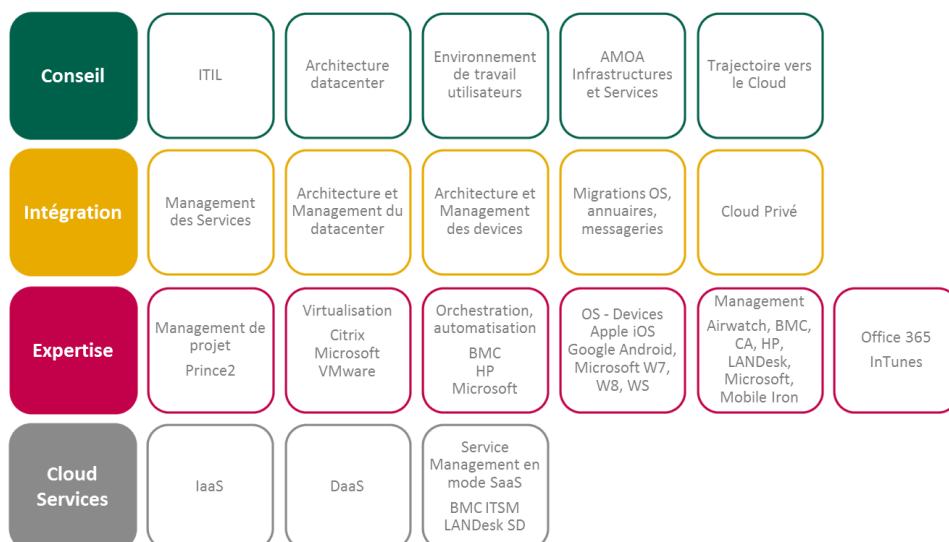 Conseil
ITIL
Architecture
datacenter
Environnement
de travail
utilisateurs
AMOA
Infrastructures
et Services
Trajectoire vers
le Cloud
Intégration
Management
des Services
Architecture et
Management du
datacenter
Architecture et
Management
des devices
Migrations OS,
annuaires,
messageries
Cloud Privé
Expertise
Management de
projet
Prince2
Virtualisation
Citrix
Microsoft
VMware
Orchestration,
automatisation
BMC
HP
Microsoft
OS - Devices
Apple iOS
Google Android,
Microsoft W7,
W8, WS
Management
Airwatch, BMC,
CA, HP,
LANDesk,
Microsoft,
Mobile Iron
Office 365
InTunes
Cloud
Services
IaaS
DaaS
Service
Management en
mode SaaS
BMC ITSM
LANDesk SD